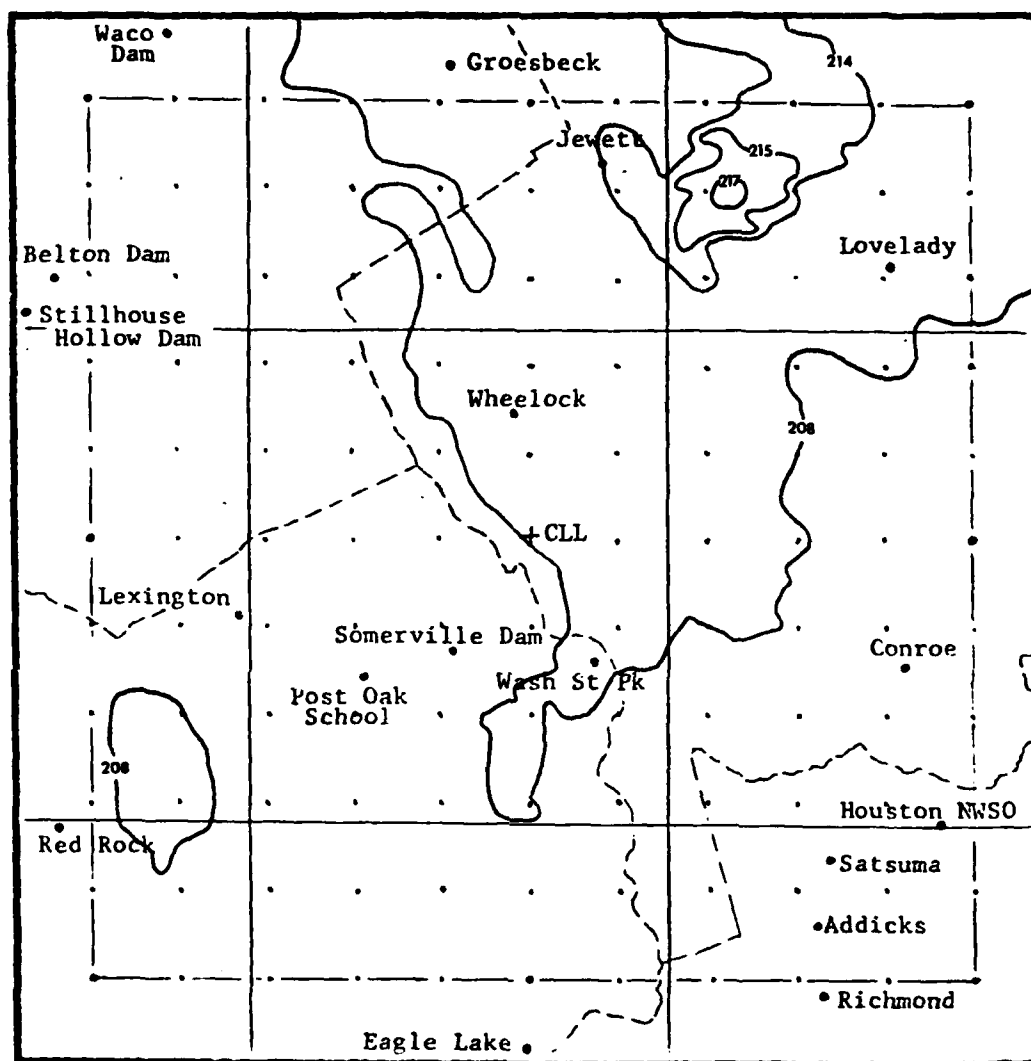 Waco
Dam
Groesbeck
214
Jewett
215
217
Belton Dam
Lovelady
Stillhouse
Hollow Dam
Wheelock
208
CLL
Lexington
Somerville Dam
Conroe
Wash St Pk
Post Oak
School
208
Houston NWSO
Red Rock
Satsuma
Addicks
Richmond
Eagle Lake